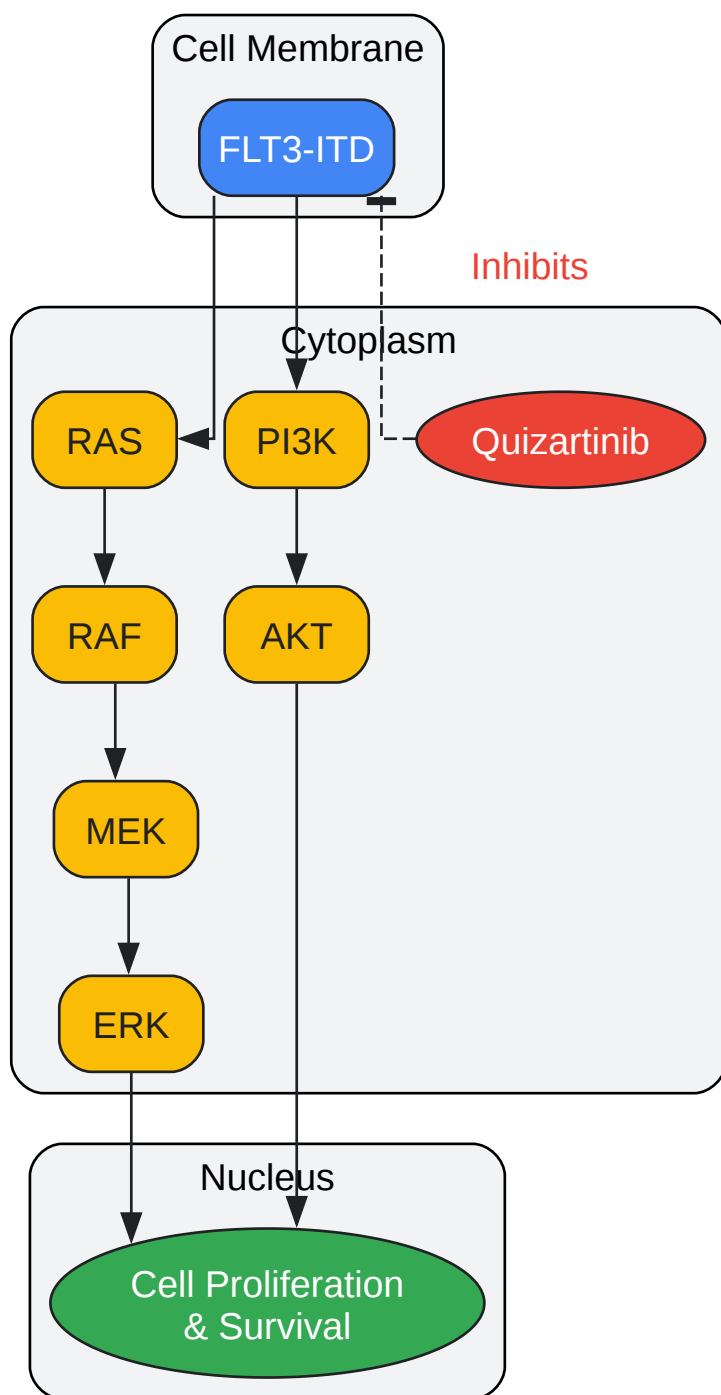 Cell Membrane
FLT3-ITD
Inhibits
Cytoplasm
RAS
PI3K
Quizartinib
RAF
AKT
MEK
ERK
Nucleus
Cell Proliferation
& Survival